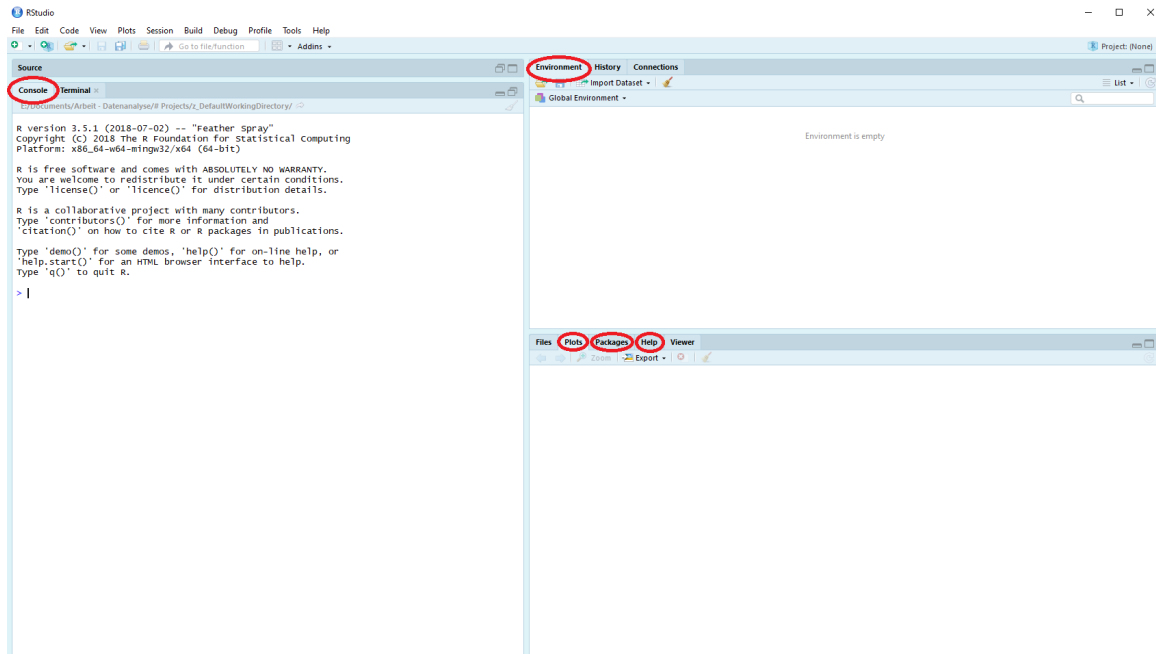 RStudio
File Edit Code View Plots Session Build Debug Profile Tools Help
Go to file/function Addins Project: (None)
Source
Console Terminal
E:/Documents/Arbeit - Datenanalyse/# Projects/z_DefaultWorkingDirectory/
R version 3.5.1 (2018-07-02) -- "Feather Spray"
Copyright (C) 2018 The R Foundation for Statistical Computing
Platform: x86_64-w64-mingw32/x64 (64-bit)
R is free software and comes with ABSOLUTELY NO WARRANTY.
You are welcome to redistribute it under certain conditions.
Type 'license()' or 'licence()' for distribution details.
R is a collaborative project with many contributors.
Type 'contributors()' for more information and
'citation()' on how to cite R or R packages in publications.
Type 'demo()' for some demos, 'help()' for on-line help, or
'help.start()' for an HTML browser interface to help.
Type 'q()' to quit R.
>
Environment History Connections
Import Dataset List
Global Environment
Environment is empty
Files Plots Packages Help Viewer
Zoom Export